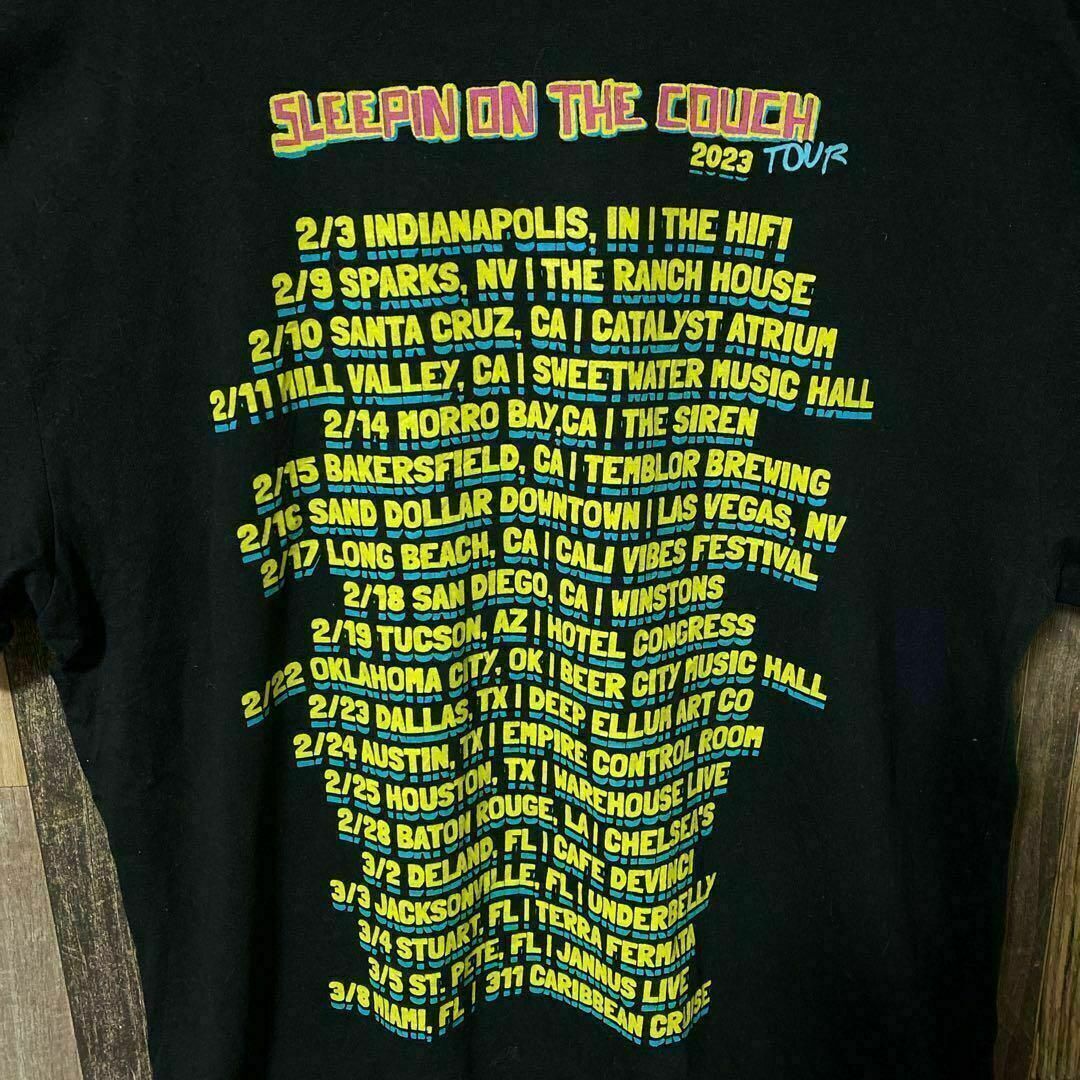 SLEEPIN ON THE COUCH
2023 TOUR
2/3 INDIANAPOLIS, IN | THE HIFI
2/9 SPARKS, NV | THE RANCH HOUSE
2/10 SANTA CRUZ, CA | CATALYST ATRIUM
2/11 MILL VALLEY, CA | SWEETWATER MUSIC HALL
2/14 MORRO BAY,CA | THE SIREN
2/15 BAKERSFIELD, CA | TEMBLOR BREWING
2/16 SAND DOLLAR DOWNTOWN | LAS VEGAS, NV
2/17 LONG BEACH, CA | CALI VIBES FESTIVAL
2/18 SAN DIEGO, CA | WINSTONS
2/19 TUCSON, AZ | HOTEL CONGRESS
2/22 OKLAHOMA CITY, OK | BEER CITY MUSIC HALL
2/23 DALLAS, TX | DEEP ELLUM ART CO
2/24 AUSTIN, TX | EMPIRE CONTROL ROOM
2/25 HOUSTON, TX | WAREHOUSE LIVE
2/28 BATON ROUGE, LA | CHELSEA'S
3/2 DELAND, FL | CAFE DEVINCI
3/3 JACKSONVILLE, FL | UNDERBELLY
3/4 STUART, FL | TERRA FERMATA
3/5 ST. PETE, FL | JANNUS LIVE
3/8 MIAMI, FL | 311 CARIBBEAN CRUISE